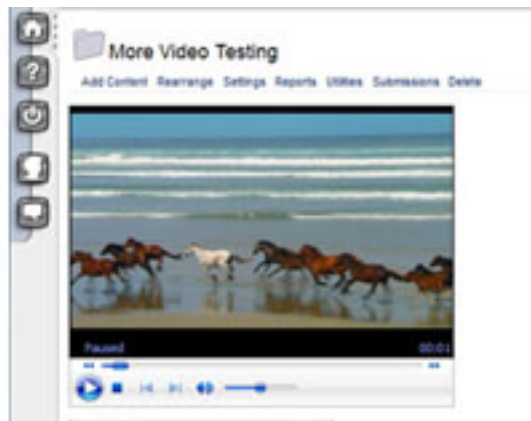 More Video Testing
Add Content Rearrange Settings Reports Utilities Submissions Delete
Paused 00:01